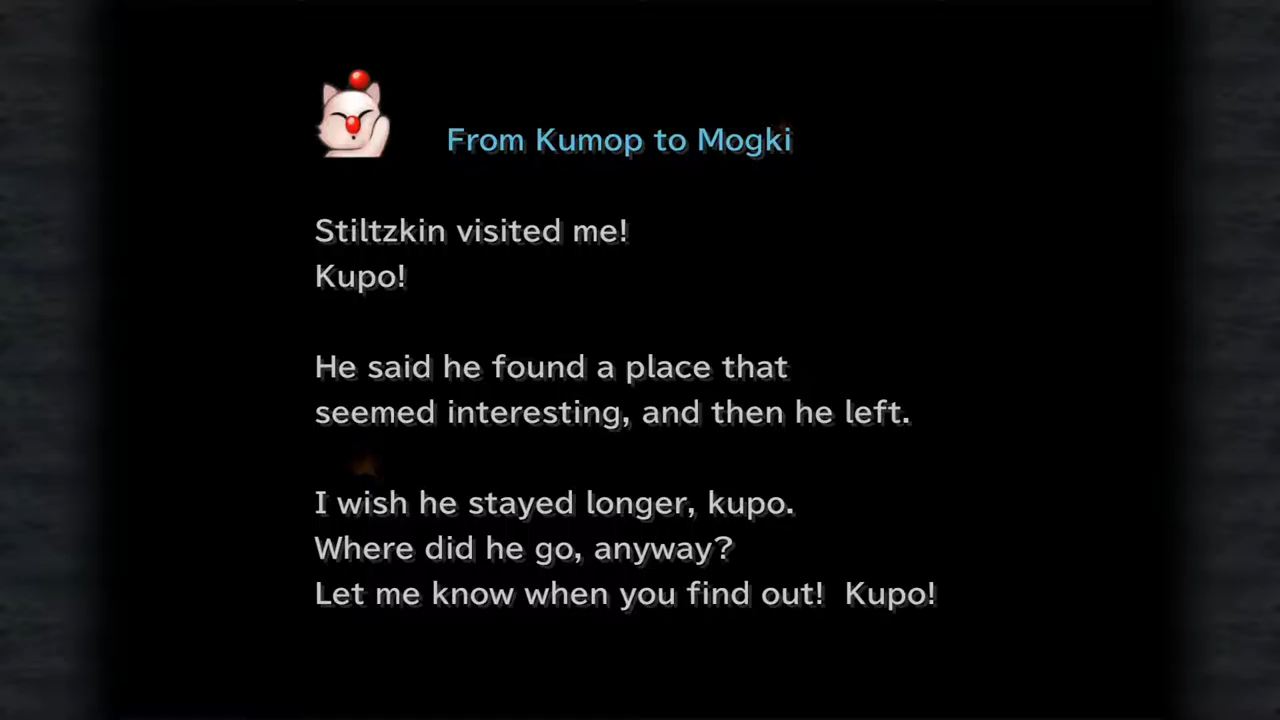 From Kumop to Mogki
Stiltzkin visited me!
Kupo!
He said he found a place that
seemed interesting, and then he left.
I wish he stayed longer, kupo.
Where did he go, anyway?
Let me know when you find out!  Kupo!